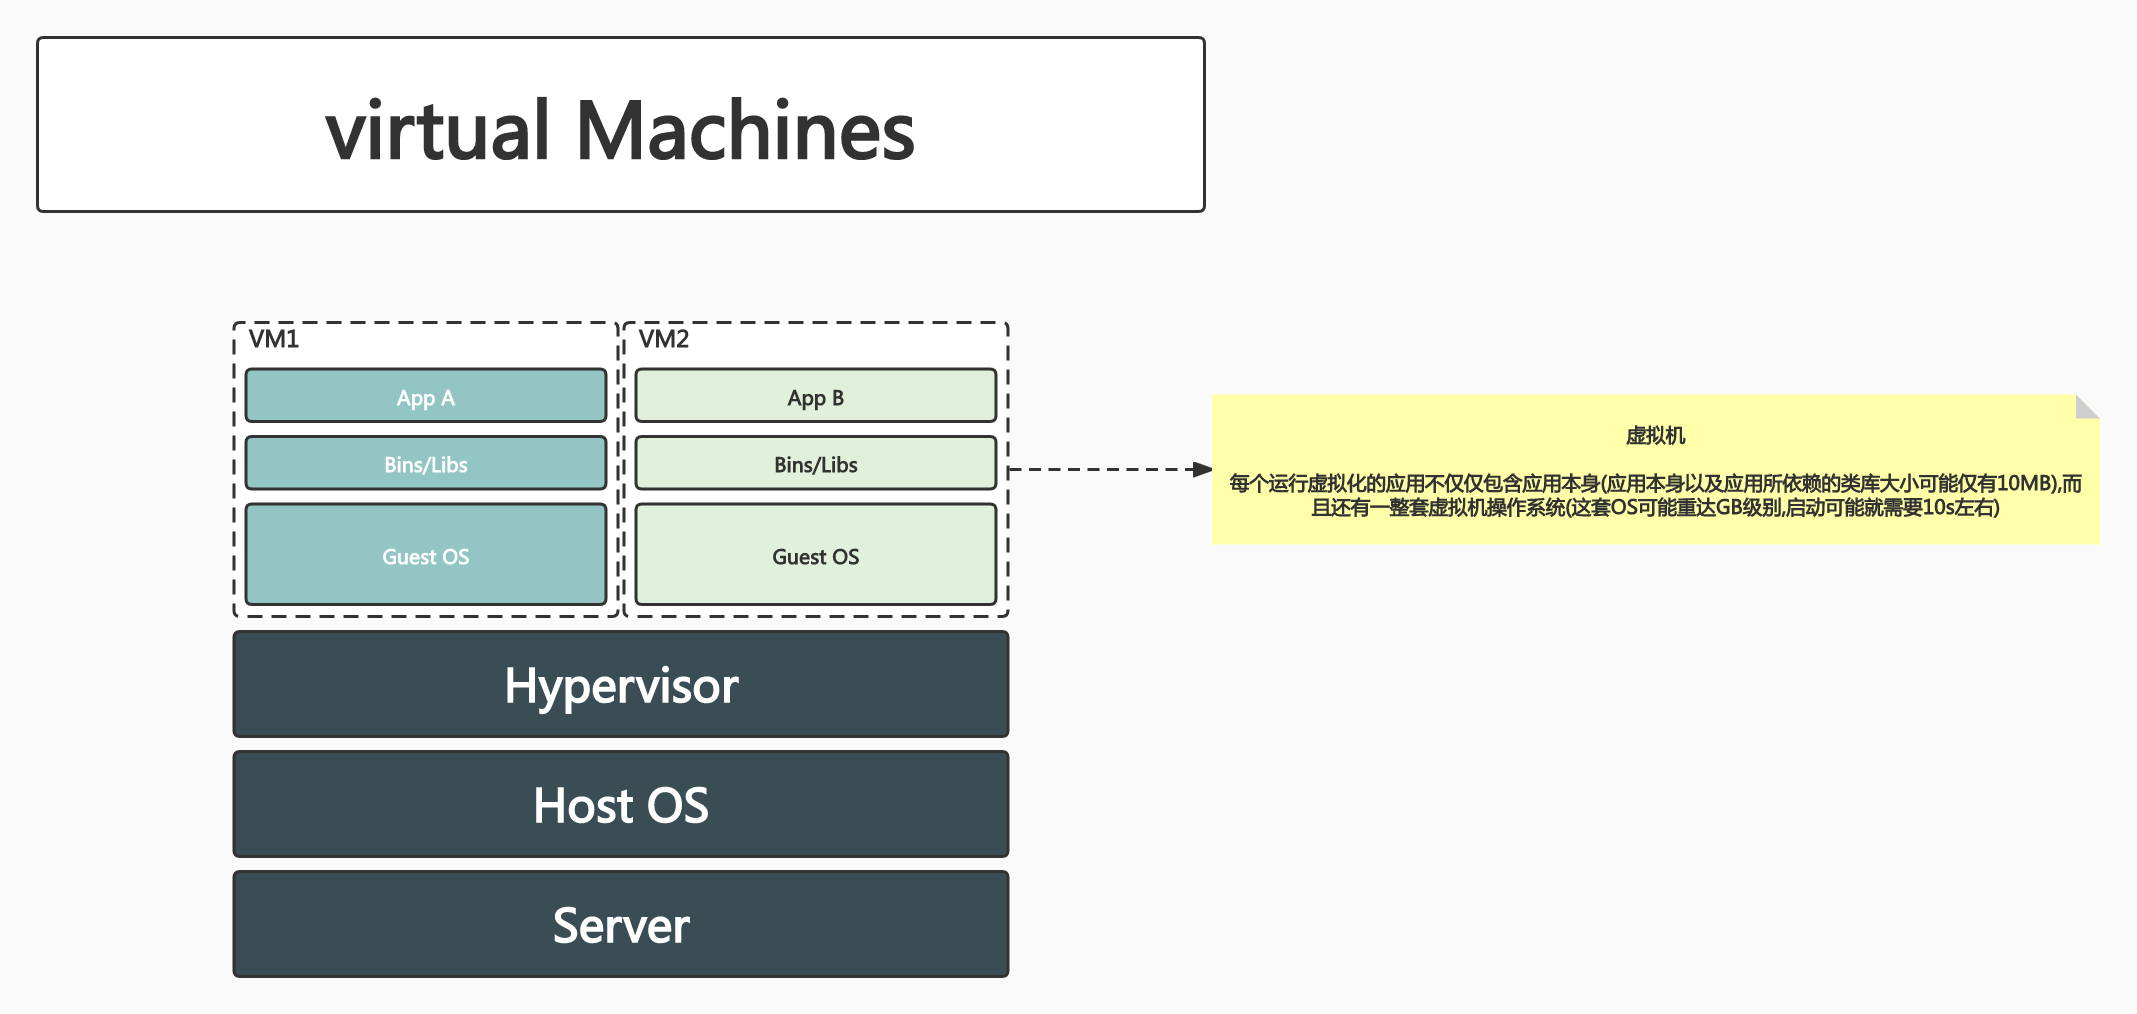 virtual Machines
VM1
App A
Bins/Libs
Guest OS
VM2
App B
Bins/Libs
Guest OS
虚拟机
每个运行虚拟化的应用不仅仅包含应用本身(应用本身以及应用所依赖的类库大小可能仅有10MB),而
且还有一整套虚拟机操作系统(这套OS可能重达GB级别,启动可能就需要10s左右)
Hypervisor
Host OS
Server